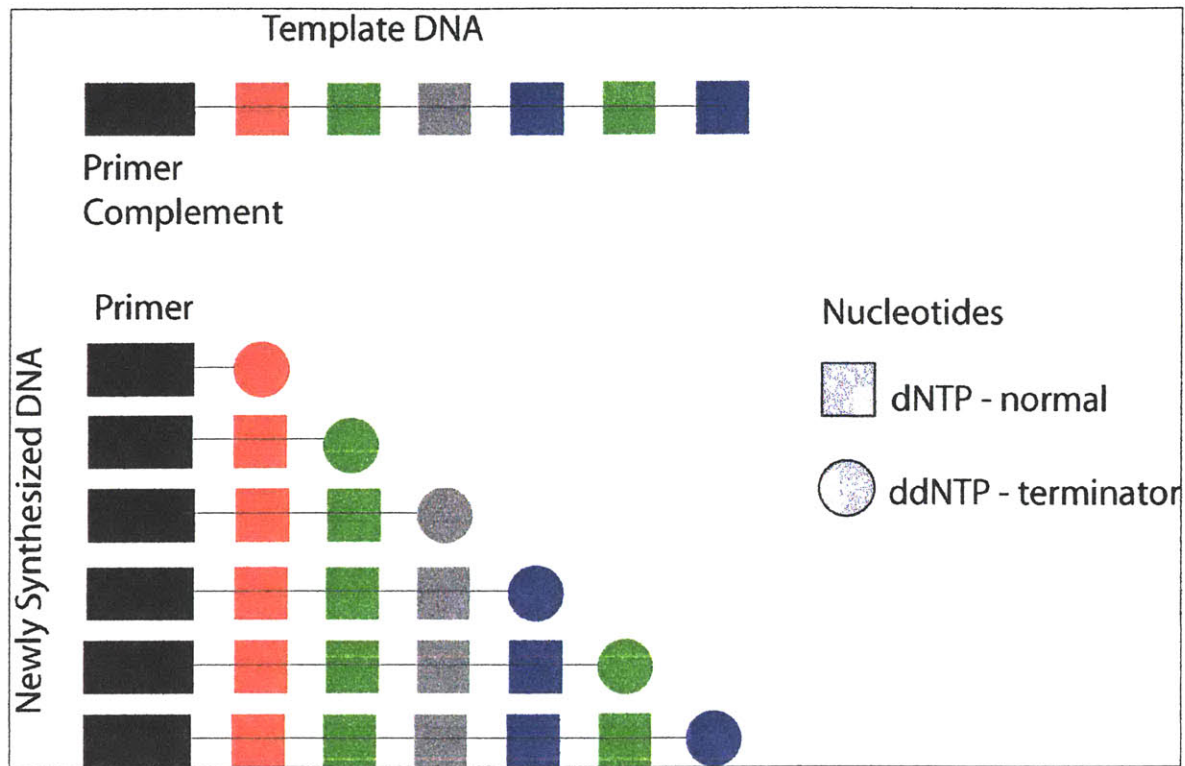 Template DNA
Primer
Complement
Primer
Newly Synthesized DNA
Nucleotides
dNTP - normal
ddNTP - terminator